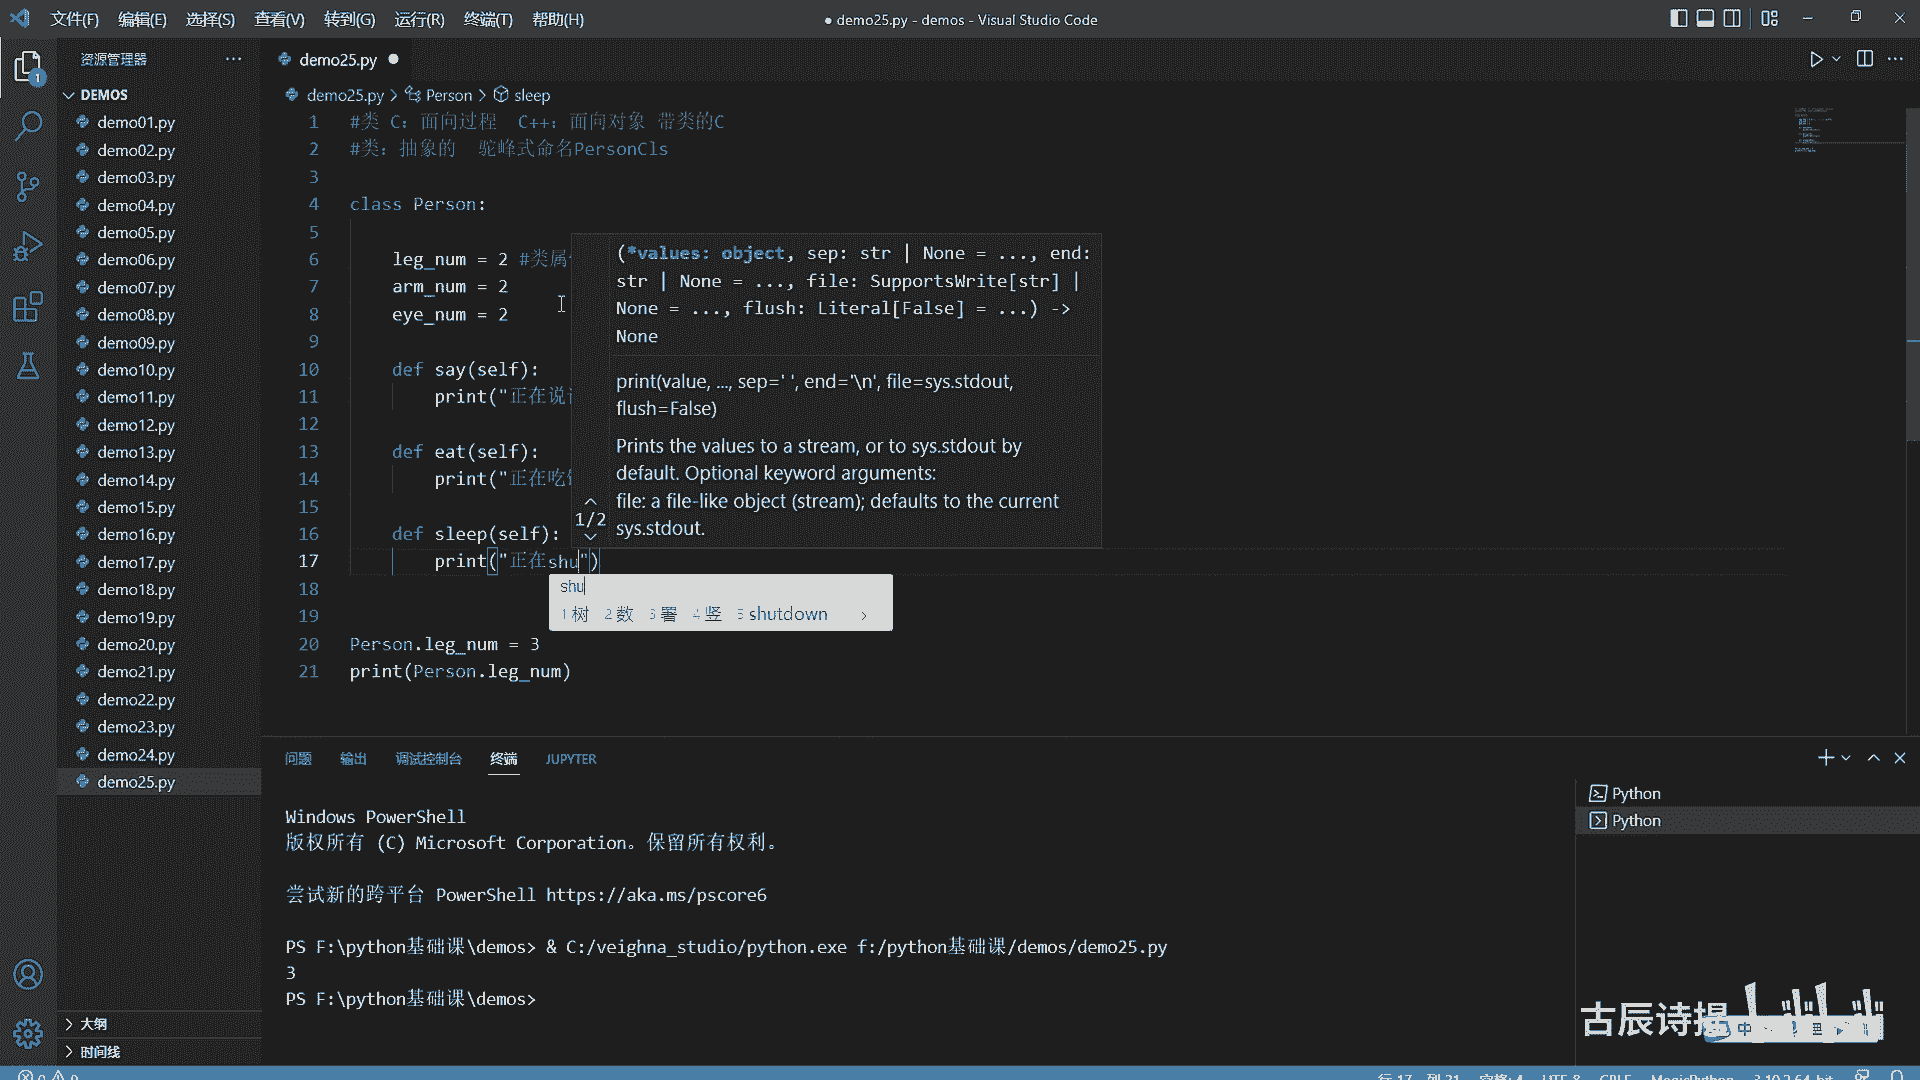 文件(F) 编辑(E) 选择(S) 查看(V) 转到(G) 运行(R) 终端(T) 帮助(H)
● demo25.py - demos - Visual Studio Code
资源管理器
DEMOS
demo01.py
demo02.py
demo03.py
demo04.py
demo05.py
demo06.py
demo07.py
demo08.py
demo09.py
demo10.py
demo11.py
demo12.py
demo13.py
demo14.py
demo15.py
demo16.py
demo17.py
demo18.py
demo19.py
demo20.py
demo21.py
demo22.py
demo23.py
demo24.py
demo25.py
大纲
时间线
1
demo25.py
demo25.py > Person > sleep
1 #类 C: 面向过程 C++: 面向对象 带类的C
2 #类: 抽象的 驼峰式命名PersonCls
3
4 class Person:
5
6 leg_num = 2 #类属
7 arm_num = 2
8 eye_num = 2
9
10 def say(self):
11 print("正在说
12
13 def eat(self):
14 print("正在吃
15
16 def sleep(self):
17 print("正在shu")
18
19
20 Person.leg_num = 3
21 print(Person.leg_num)
(*values: object, sep: str | None = ..., end:
str | None = ..., file: SupportsWrite[str] |
None = ..., flush: Literal[False] = ...) ->
None
print(value, ..., sep=' ', end='\n', file=sys.stdout,
flush=False)
Prints the values to a stream, or to sys.stdout by
default. Optional keyword arguments:
file: a file-like object (stream); defaults to the current
sys.stdout.
1/2
shu
1 树 2 数 3 署 4 竖 5 shutdown
问题 输出 调试控制台 终端 JUPYTER
Windows PowerShell
版权所有 (C) Microsoft Corporation。保留所有权利。
尝试新的跨平台 PowerShell https://aka.ms/pscore6
PS F:\python基础课\demos> & C:/veighna_studio/python.exe f:/python基础课/demos/demo25.py
3
PS F:\python基础课\demos>
Python
Python
古辰诗提
中